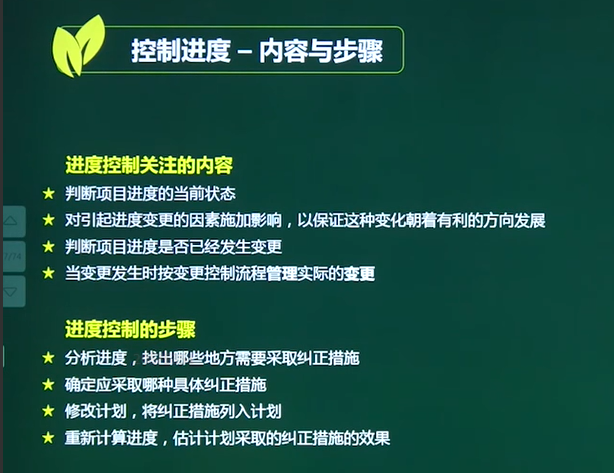 控制进度 – 内容与步骤
进度控制关注的内容
★ 判断项目进度的当前状态
★ 对引起进度变更的因素施加影响，以保证这种变化朝着有利的方向发展
★ 判断项目进度是否已经发生变更
7/74
★ 当变更发生时按变更控制流程管理实际的变更
进度控制的步骤
★ 分析进度，找出哪些地方需要采取纠正措施
★ 确定应采取哪种具体纠正措施
★ 修改计划，将纠正措施列入计划
★ 重新计算进度，估计计划采取的纠正措施的效果